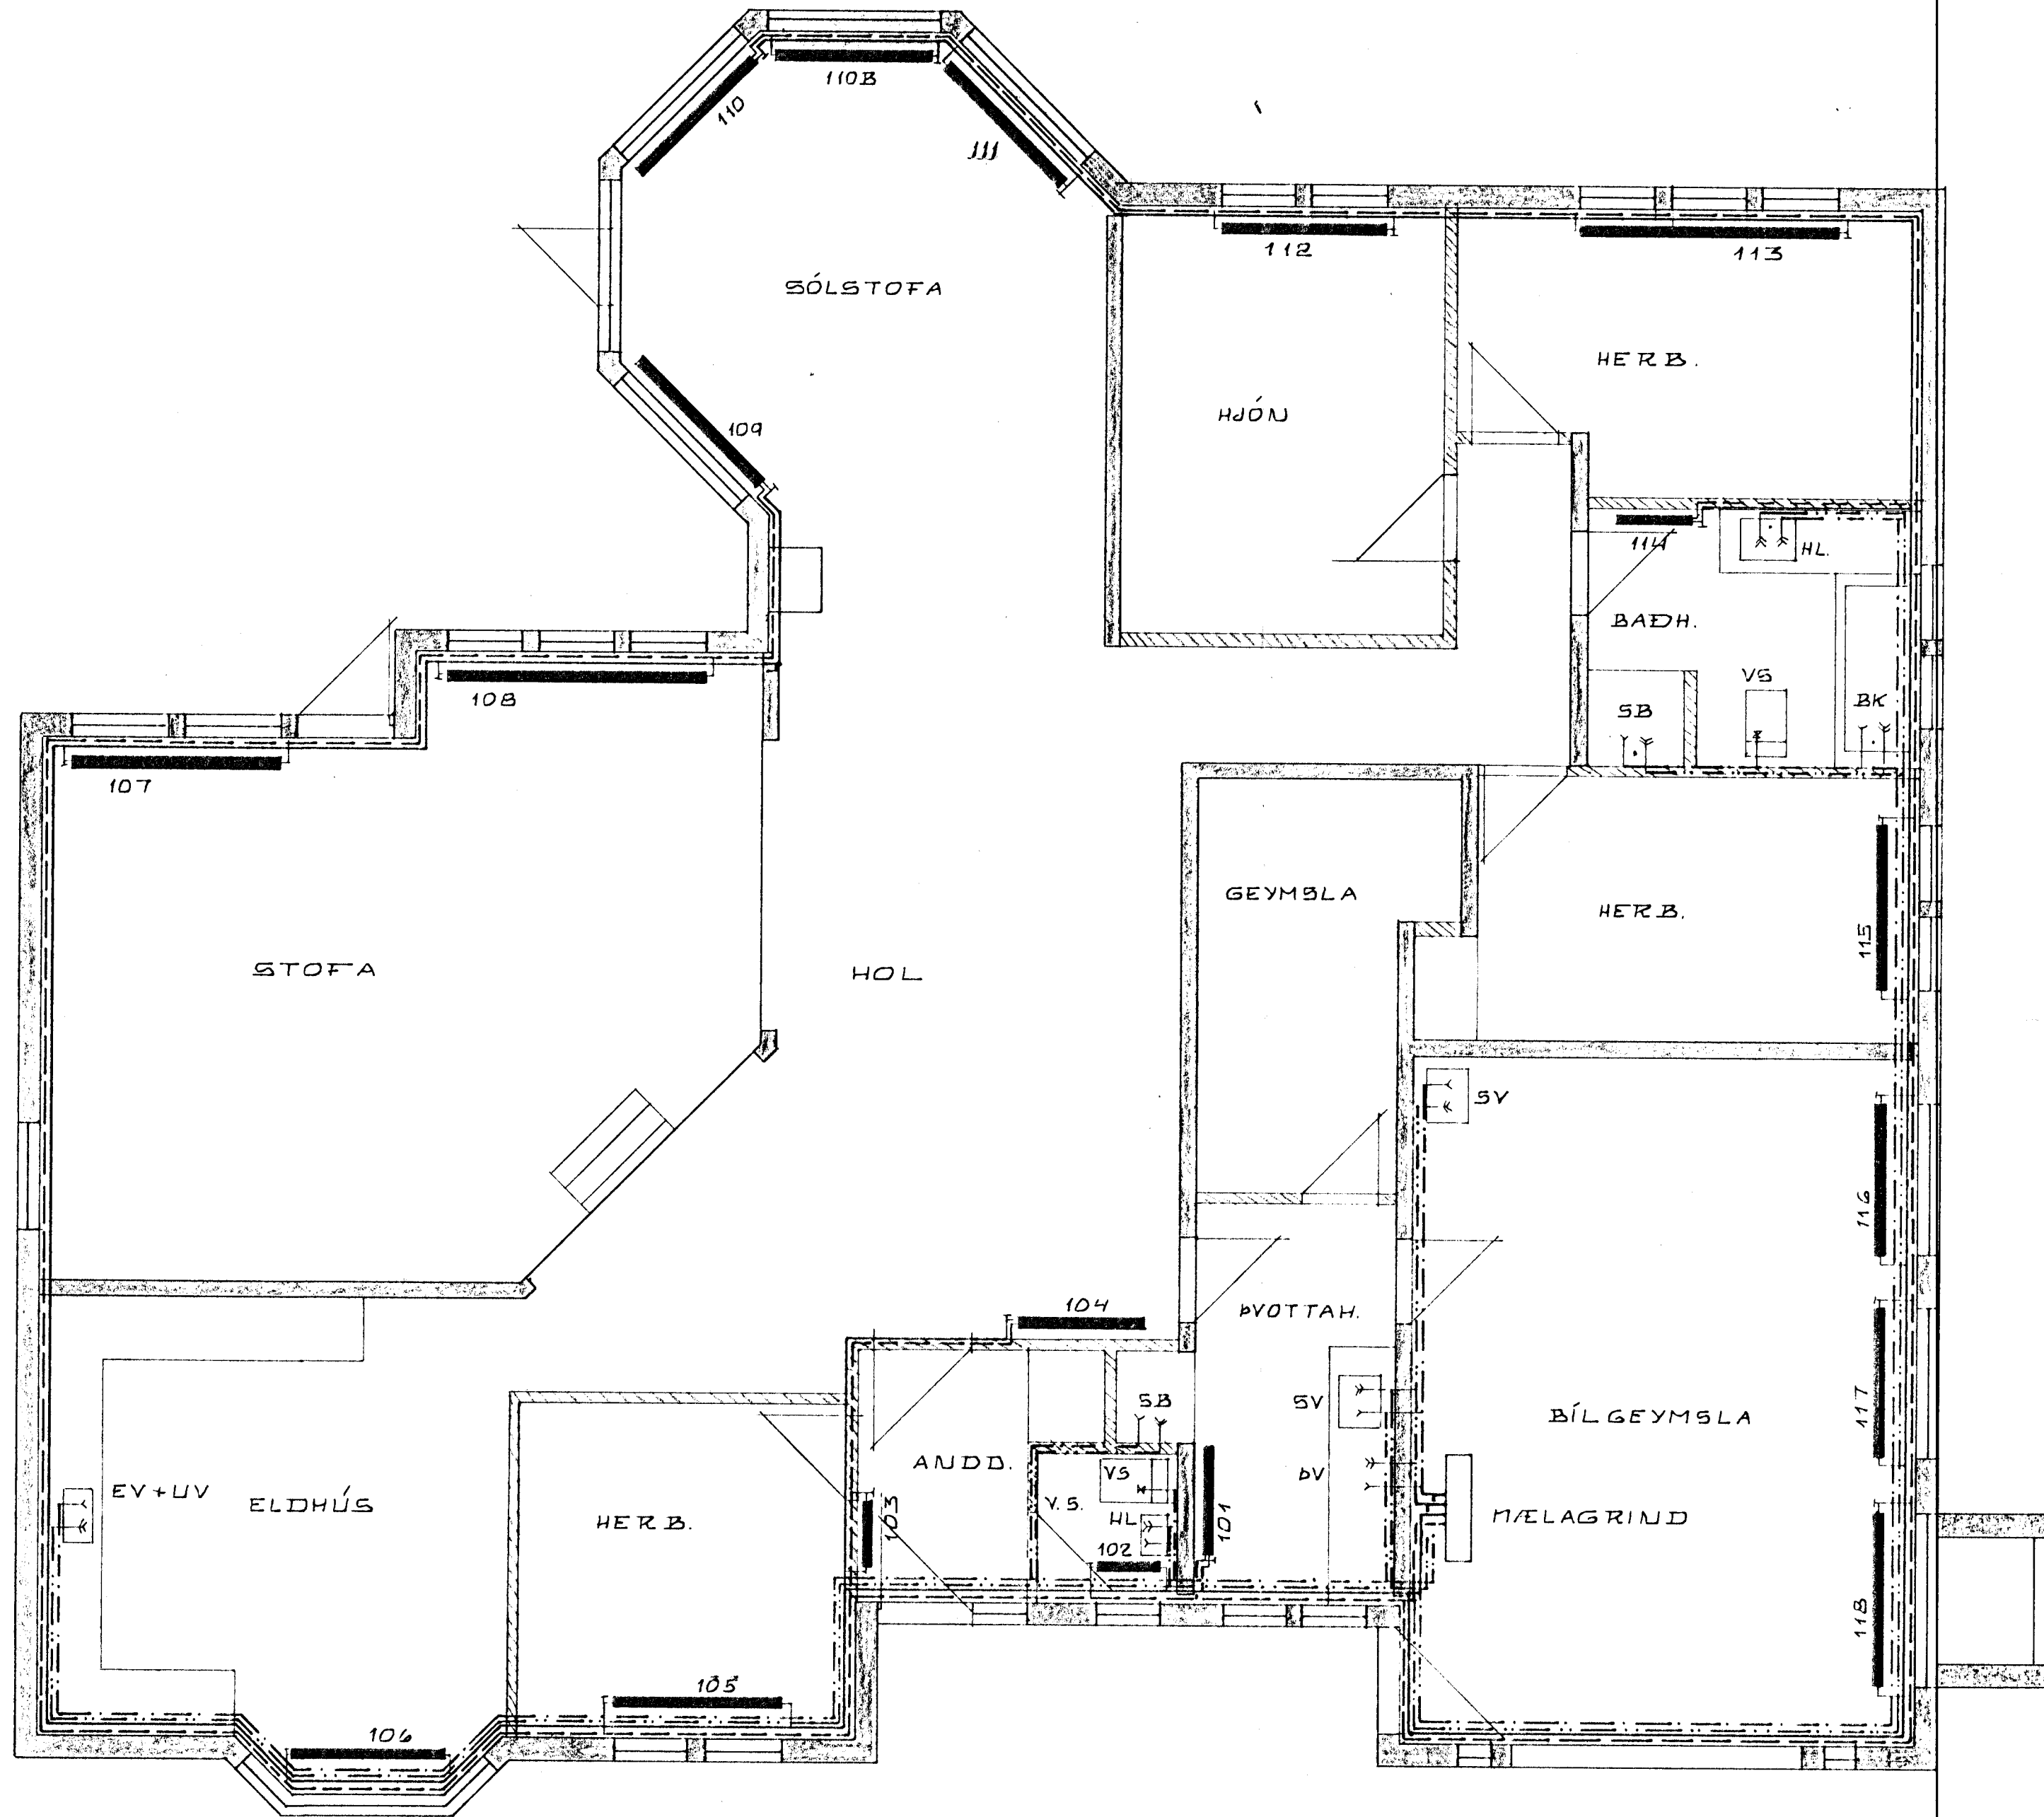 110B
110
111
112
113
SÓLSTOFA
HERB.
HJÓN
109
114
HL.
BAÐH.
VS
SB
BK
108
107
GEYMSLA
HERB.
115
STOFA
HOL
SV
116
104
ÞVOTTAH.
SB
SV
117
BÍLGEYMSLA
ANDD.
VS
ÞV
EV+UV
ELDHÚS
HERB.
103
V.S.
HL
101
MÆLAGRIND
102
118
105
106